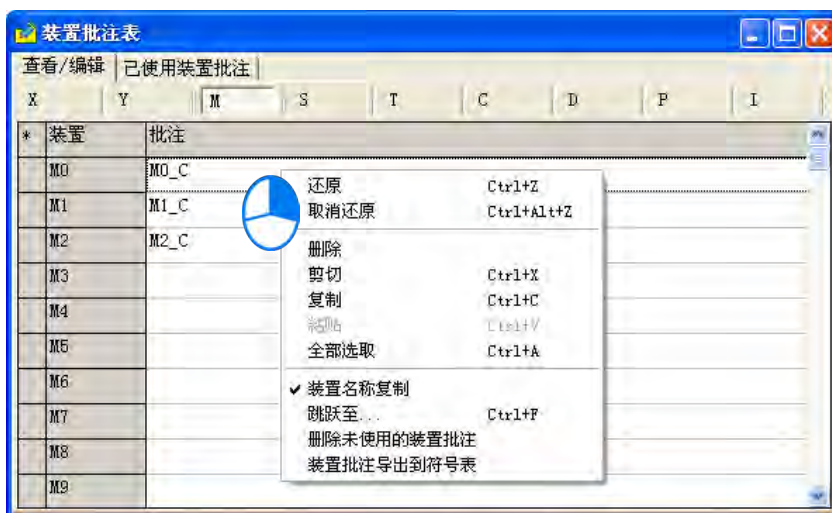 装置批注表
查看/编辑 已使用装置批注
X Y M S T C D P I
* 装置 批注
M0 M0_C
M1 M1_C
M2 M2_C
M3
M4
M5
M6
M7
M8
M9
还原 Ctrl+Z
取消还原 Ctrl+Alt+Z
删除
剪切 Ctrl+X
复制 Ctrl+C
粘贴 Ctrl+V
全部选取 Ctrl+A
装置名称复制
跳跃至... Ctrl+F
删除未使用的装置批注
装置批注导出到符号表